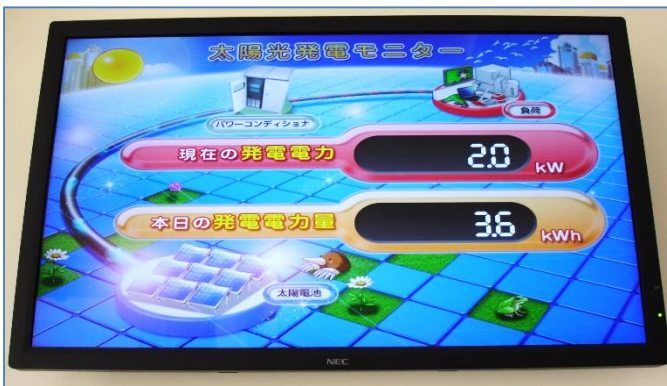 太陽光発電モニター
パワーコンディショナ
負荷
現在の発電電力
2.0 kW
本日の発電電力量
3.6 kWh
太陽電池
NEC